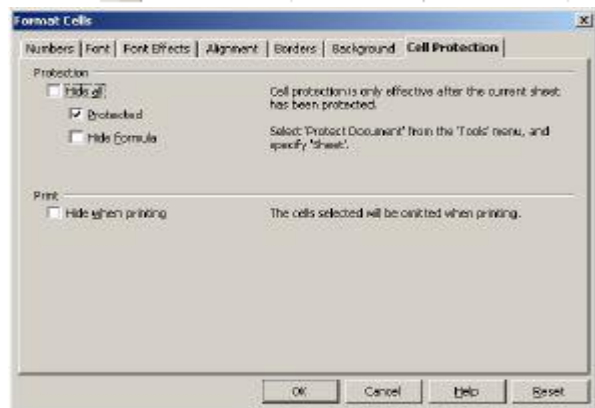 Format Cells
Numbers Font Font Effects Alignment Borders Background Cell Protection
Protection
Hide all
Cell protection is only effective after the current sheet
has been protected.
Protected
Select 'Protect Document' from the 'Tools' menu, and
specify 'Sheet'.
Hide Formula
Print
Hide when printing
The cells selected will be omitted when printing.
OK Cancel Help Reset